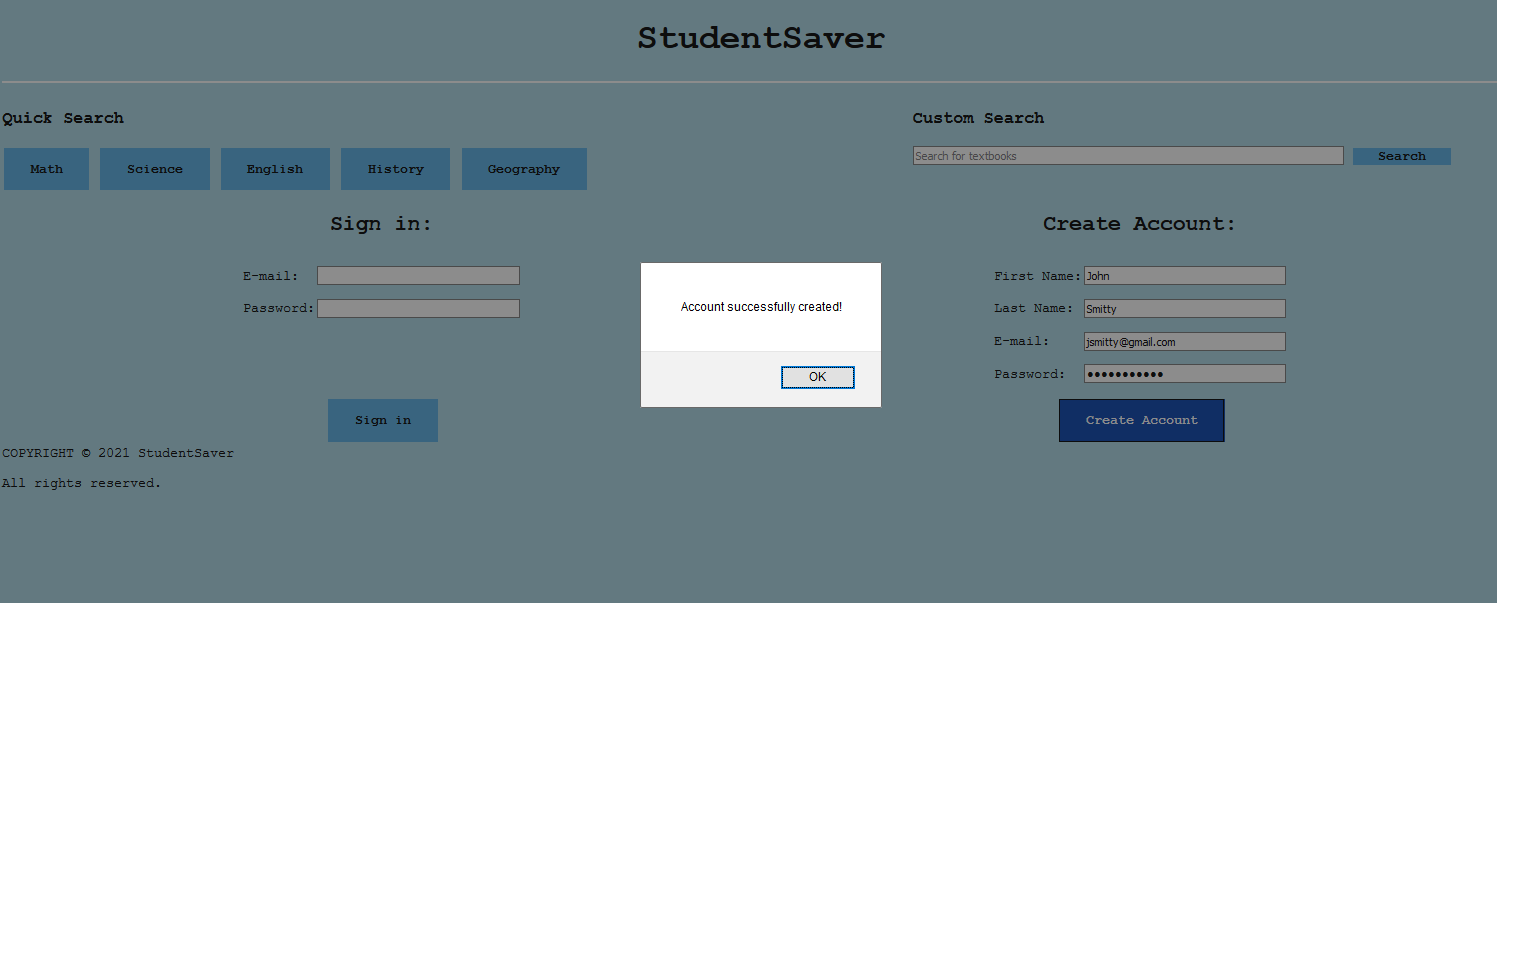 StudentSaver
Quick Search
Math Science English History Geography
Custom Search
Search for textbooks Search
Sign in:
E-mail:
Password:
Sign in
Account successfully created!
OK
Create Account:
First Name: John
Last Name: Smitty
E-mail: jsmitty@gmail.com
Password: •••••••••••
Create Account
COPYRIGHT © 2021 StudentSaver
All rights reserved.